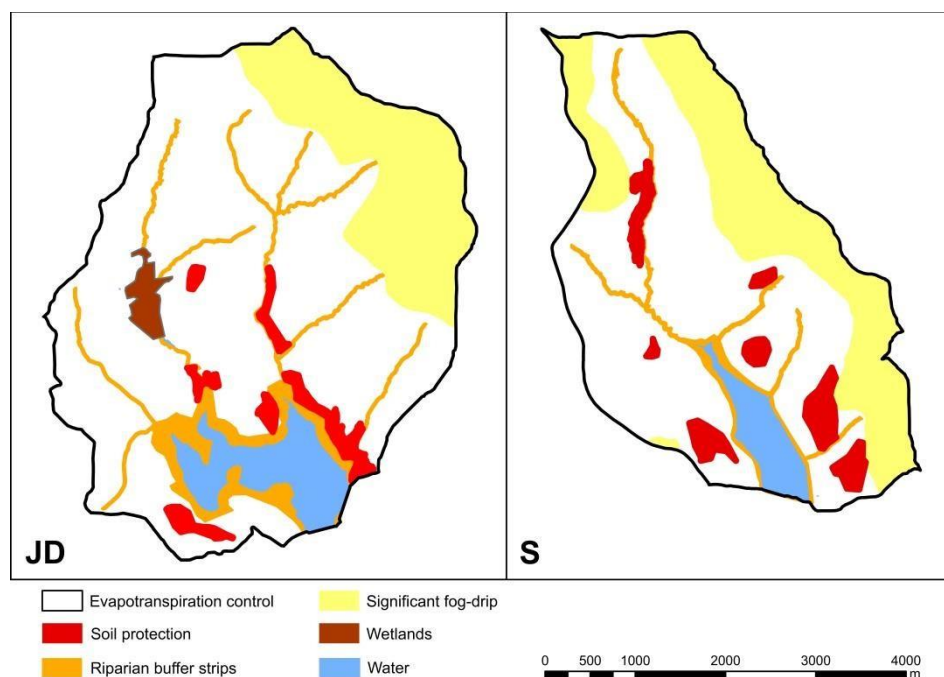 JD
S
Evapotranspiration control
Significant fog-drip
Soil protection
Wetlands
Riparian buffer strips
Water
0 500 1000 2000 3000 4000
m